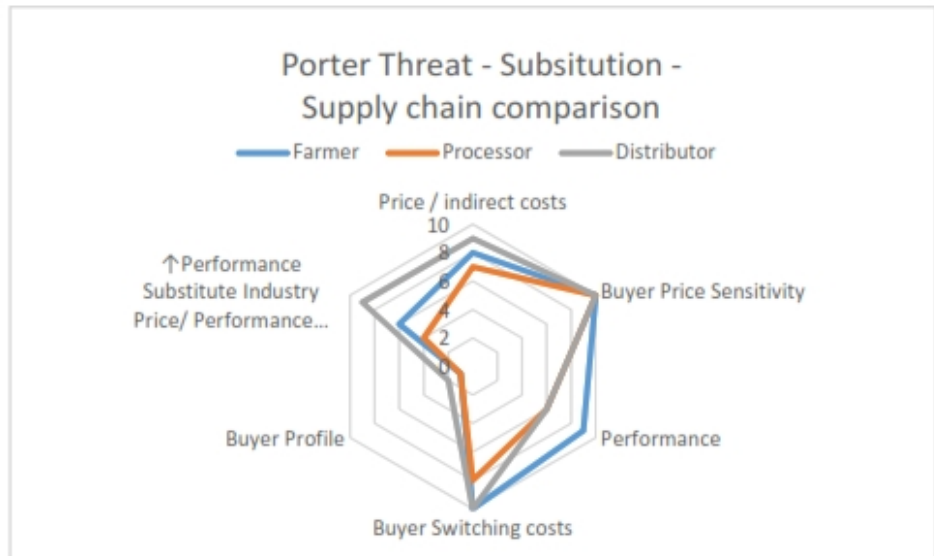 Porter Threat - Subsitution -
Supply chain comparison
Farmer Processor Distributor
Price / indirect costs
10
8
6
4
2
0
Buyer Price Sensitivity
Performance
Buyer Switching costs
Buyer Profile
↑Performance
Substitute Industry
Price/ Performance...